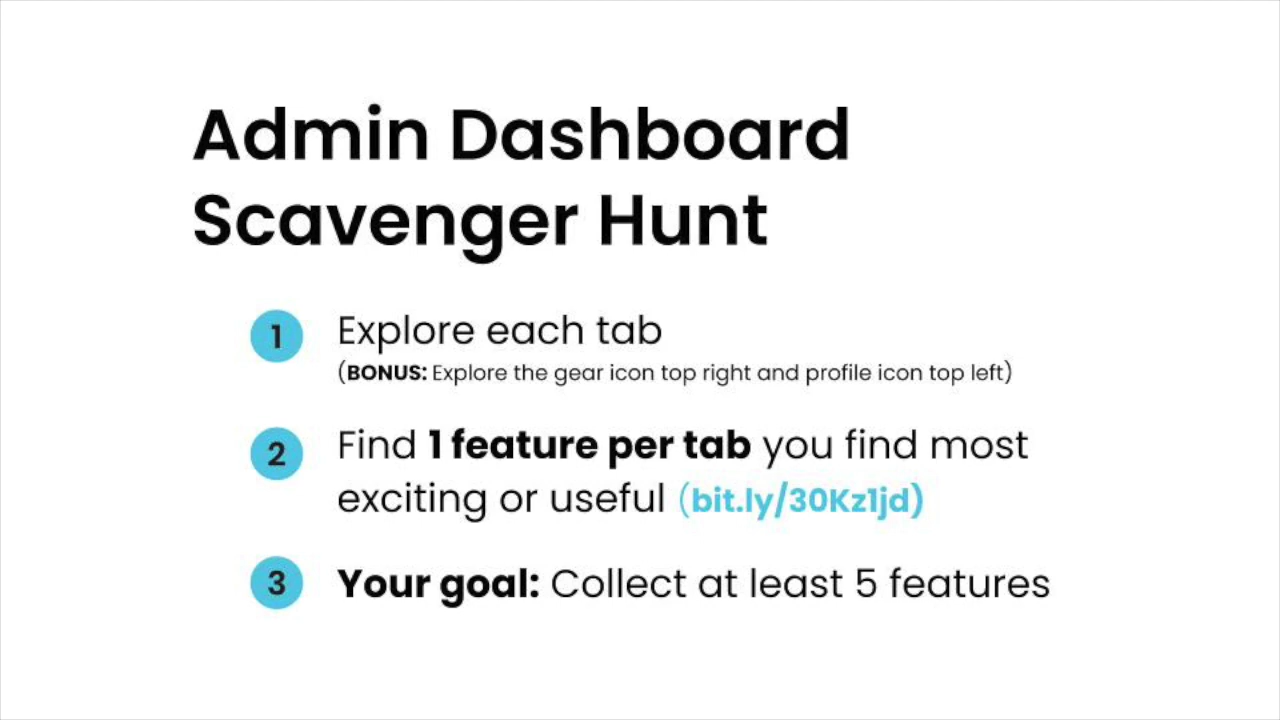 Admin Dashboard
Scavenger Hunt
1 Explore each tab
(BONUS: Explore the gear icon top right and profile icon top left)
2 Find 1 feature per tab you find most
exciting or useful (bit.ly/30Kz1jd)
3 Your goal: Collect at least 5 features